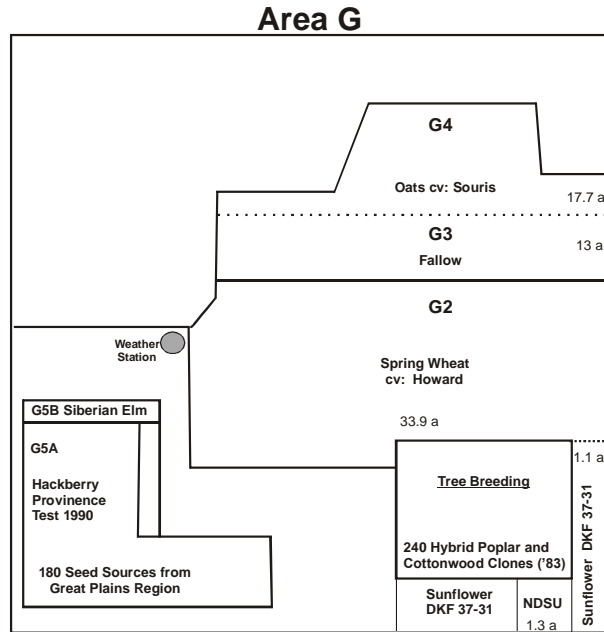 Area G
G4
Oats cv: Souris
17.7 a
G3
13 a
Fallow
G2
Weather
Station
Spring Wheat
cv: Howard
33.9 a
G5B Siberian Elm
G5A
Hackberry
Provinence
Test 1990
180 Seed Sources from
Great Plains Region
1.1 a
Tree Breeding
240 Hybrid Poplar and
Cottonwood Clones ('83)
Sunflower DKF 37-31
Sunflower
DKF 37-31
NDSU
1.3 a